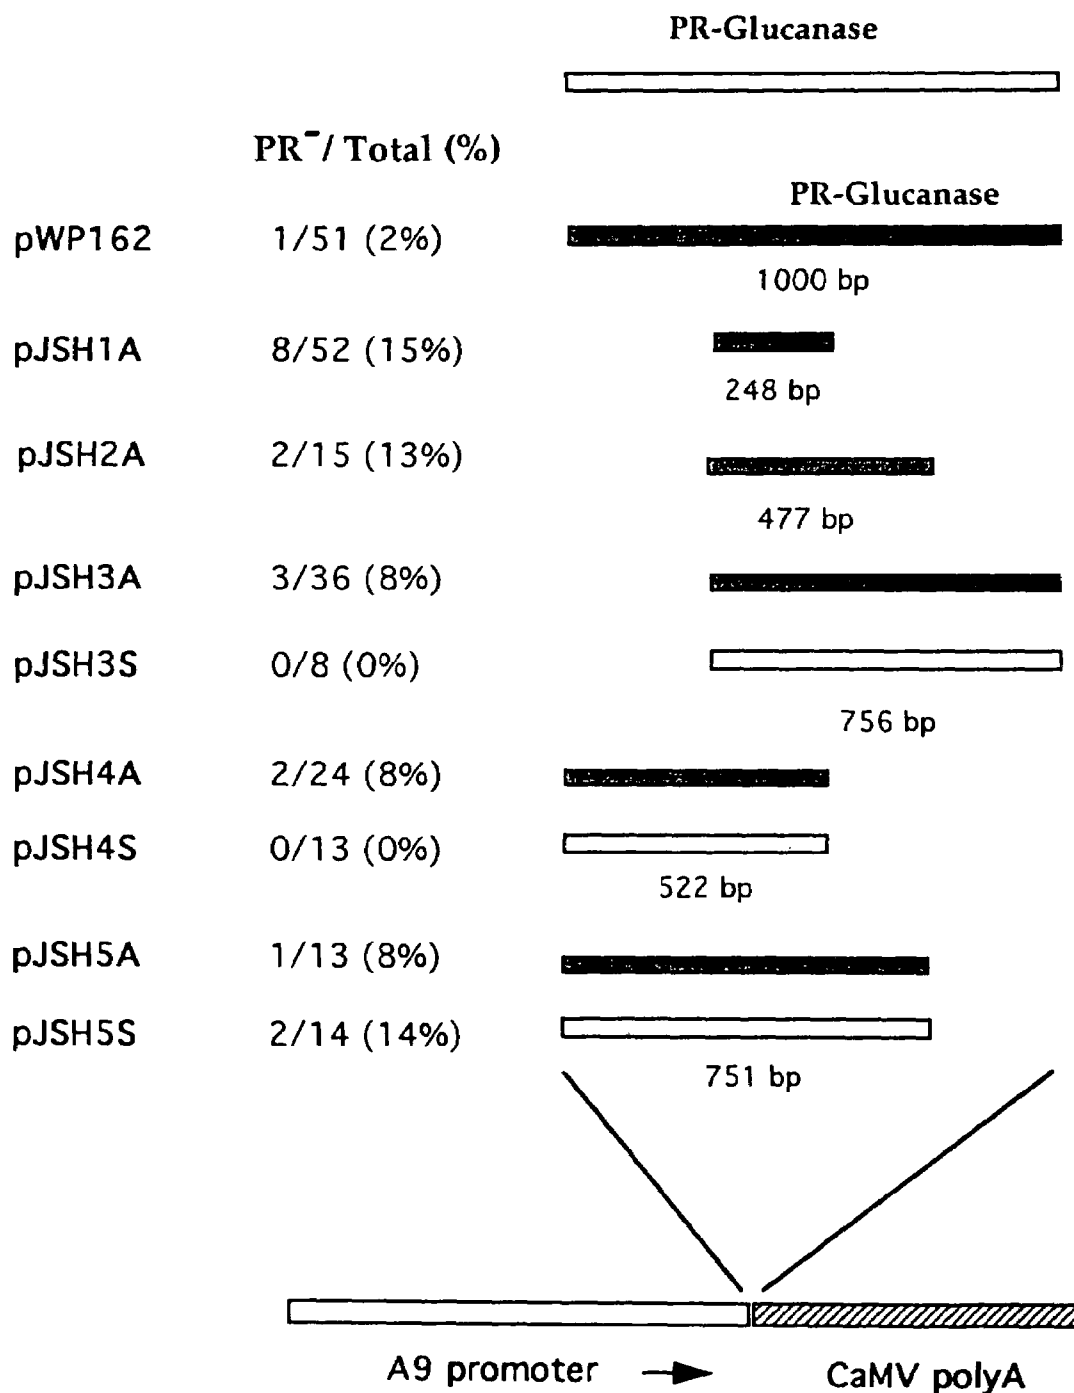 PR-Glucanase
PR⁻/ Total (%)
PR-Glucanase
pWP162 1/51 (2%)
1000 bp
pJSH1A 8/52 (15%)
248 bp
pJSH2A 2/15 (13%)
477 bp
pJSH3A 3/36 (8%)
pJSH3S 0/8 (0%)
756 bp
pJSH4A 2/24 (8%)
pJSH4S 0/13 (0%)
522 bp
pJSH5A 1/13 (8%)
pJSH5S 2/14 (14%)
751 bp
A9 promoter CaMV polyA